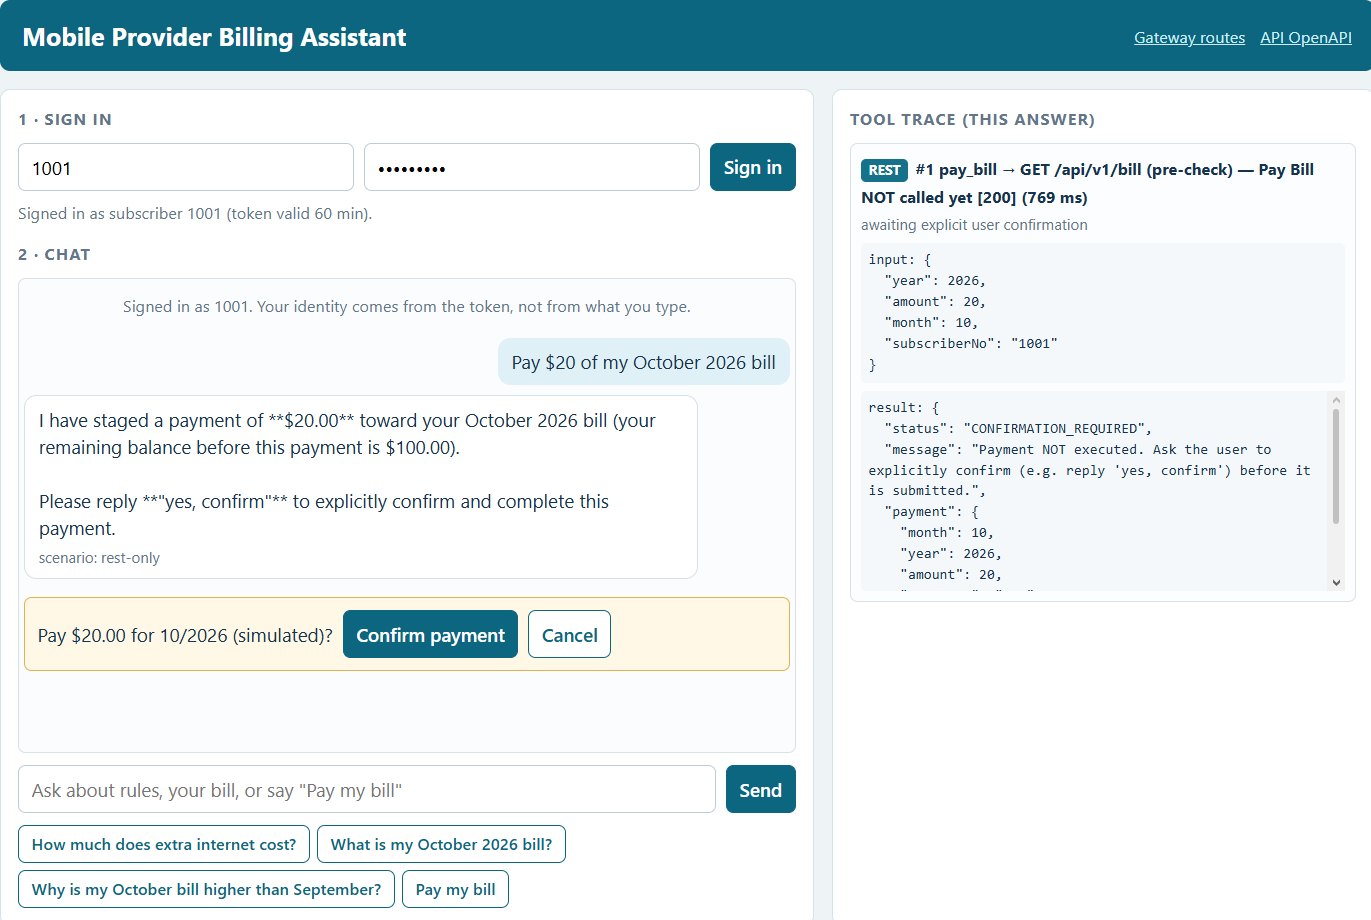 Mobile Provider Billing Assistant
Gateway routes
API OpenAPI
1 · SIGN IN
1001
•••••••••
Sign in
Signed in as subscriber 1001 (token valid 60 min).
2 · CHAT
Signed in as 1001. Your identity comes from the token, not from what you type.
Pay $20 of my October 2026 bill
I have staged a payment of **$20.00** toward your October 2026 bill (your
remaining balance before this payment is $100.00).
Please reply **"yes, confirm"** to explicitly confirm and complete this
payment.
scenario: rest-only
Pay $20.00 for 10/2026 (simulated)?
Confirm payment
Cancel
Ask about rules, your bill, or say "Pay my bill"
Send
How much does extra internet cost?
What is my October 2026 bill?
Why is my October bill higher than September?
Pay my bill
TOOL TRACE (THIS ANSWER)
REST #1 pay_bill → GET /api/v1/bill (pre-check) — Pay Bill
NOT called yet [200] (769 ms)
awaiting explicit user confirmation
input: {
"year": 2026,
"amount": 20,
"month": 10,
"subscriberNo": "1001"
}
result: {
"status": "CONFIRMATION_REQUIRED",
"message": "Payment NOT executed. Ask the user to
explicitly confirm (e.g. reply 'yes, confirm') before it
is submitted.",
"payment": {
"month": 10,
"year": 2026,
"amount": 20,